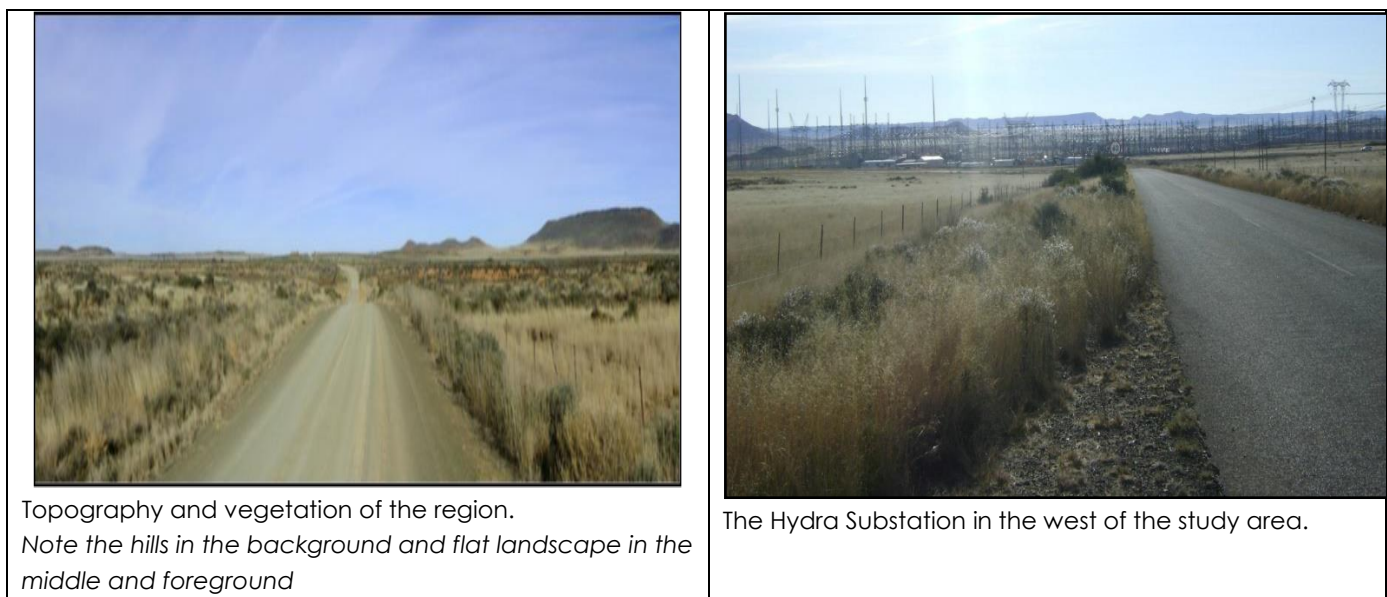 Topography and vegetation of the region.
Note the hills in the background and flat landscape in the
middle and foreground
The Hydra Substation in the west of the study area.